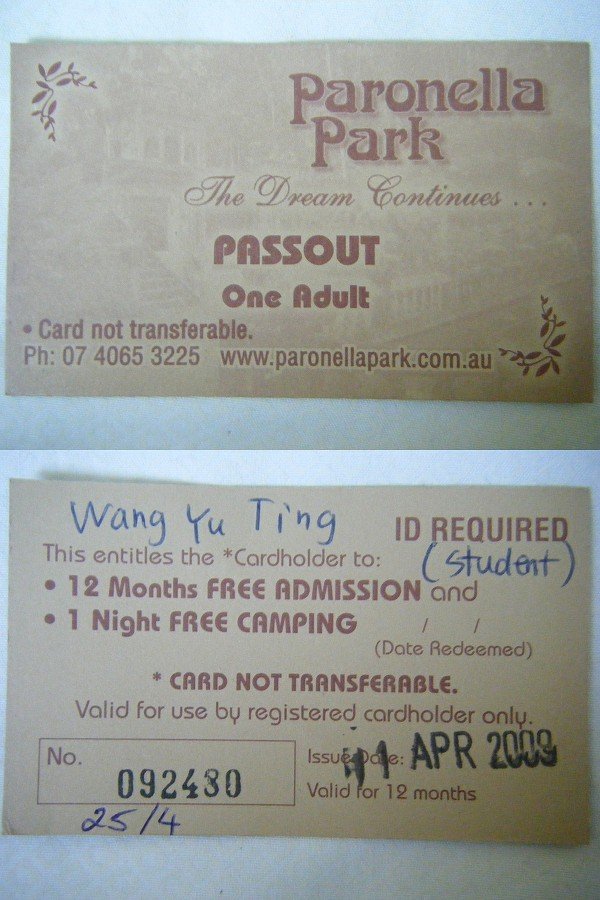 Paronella
Park
The Dream Continues ...
PASSOUT
One Adult
• Card not transferable.
Ph: 07 4065 3225 www.paronellapark.com.au
Wang Yu Ting
ID REQUIRED
(student)
This entitles the *Cardholder to:
• 12 Months FREE ADMISSION and
• 1 Night FREE CAMPING / /
(Date Redeemed)
* CARD NOT TRANSFERABLE.
Valid for use by registered cardholder only.
No. 092480
Issue Date: APR 2009
Valid for 12 months
25/4